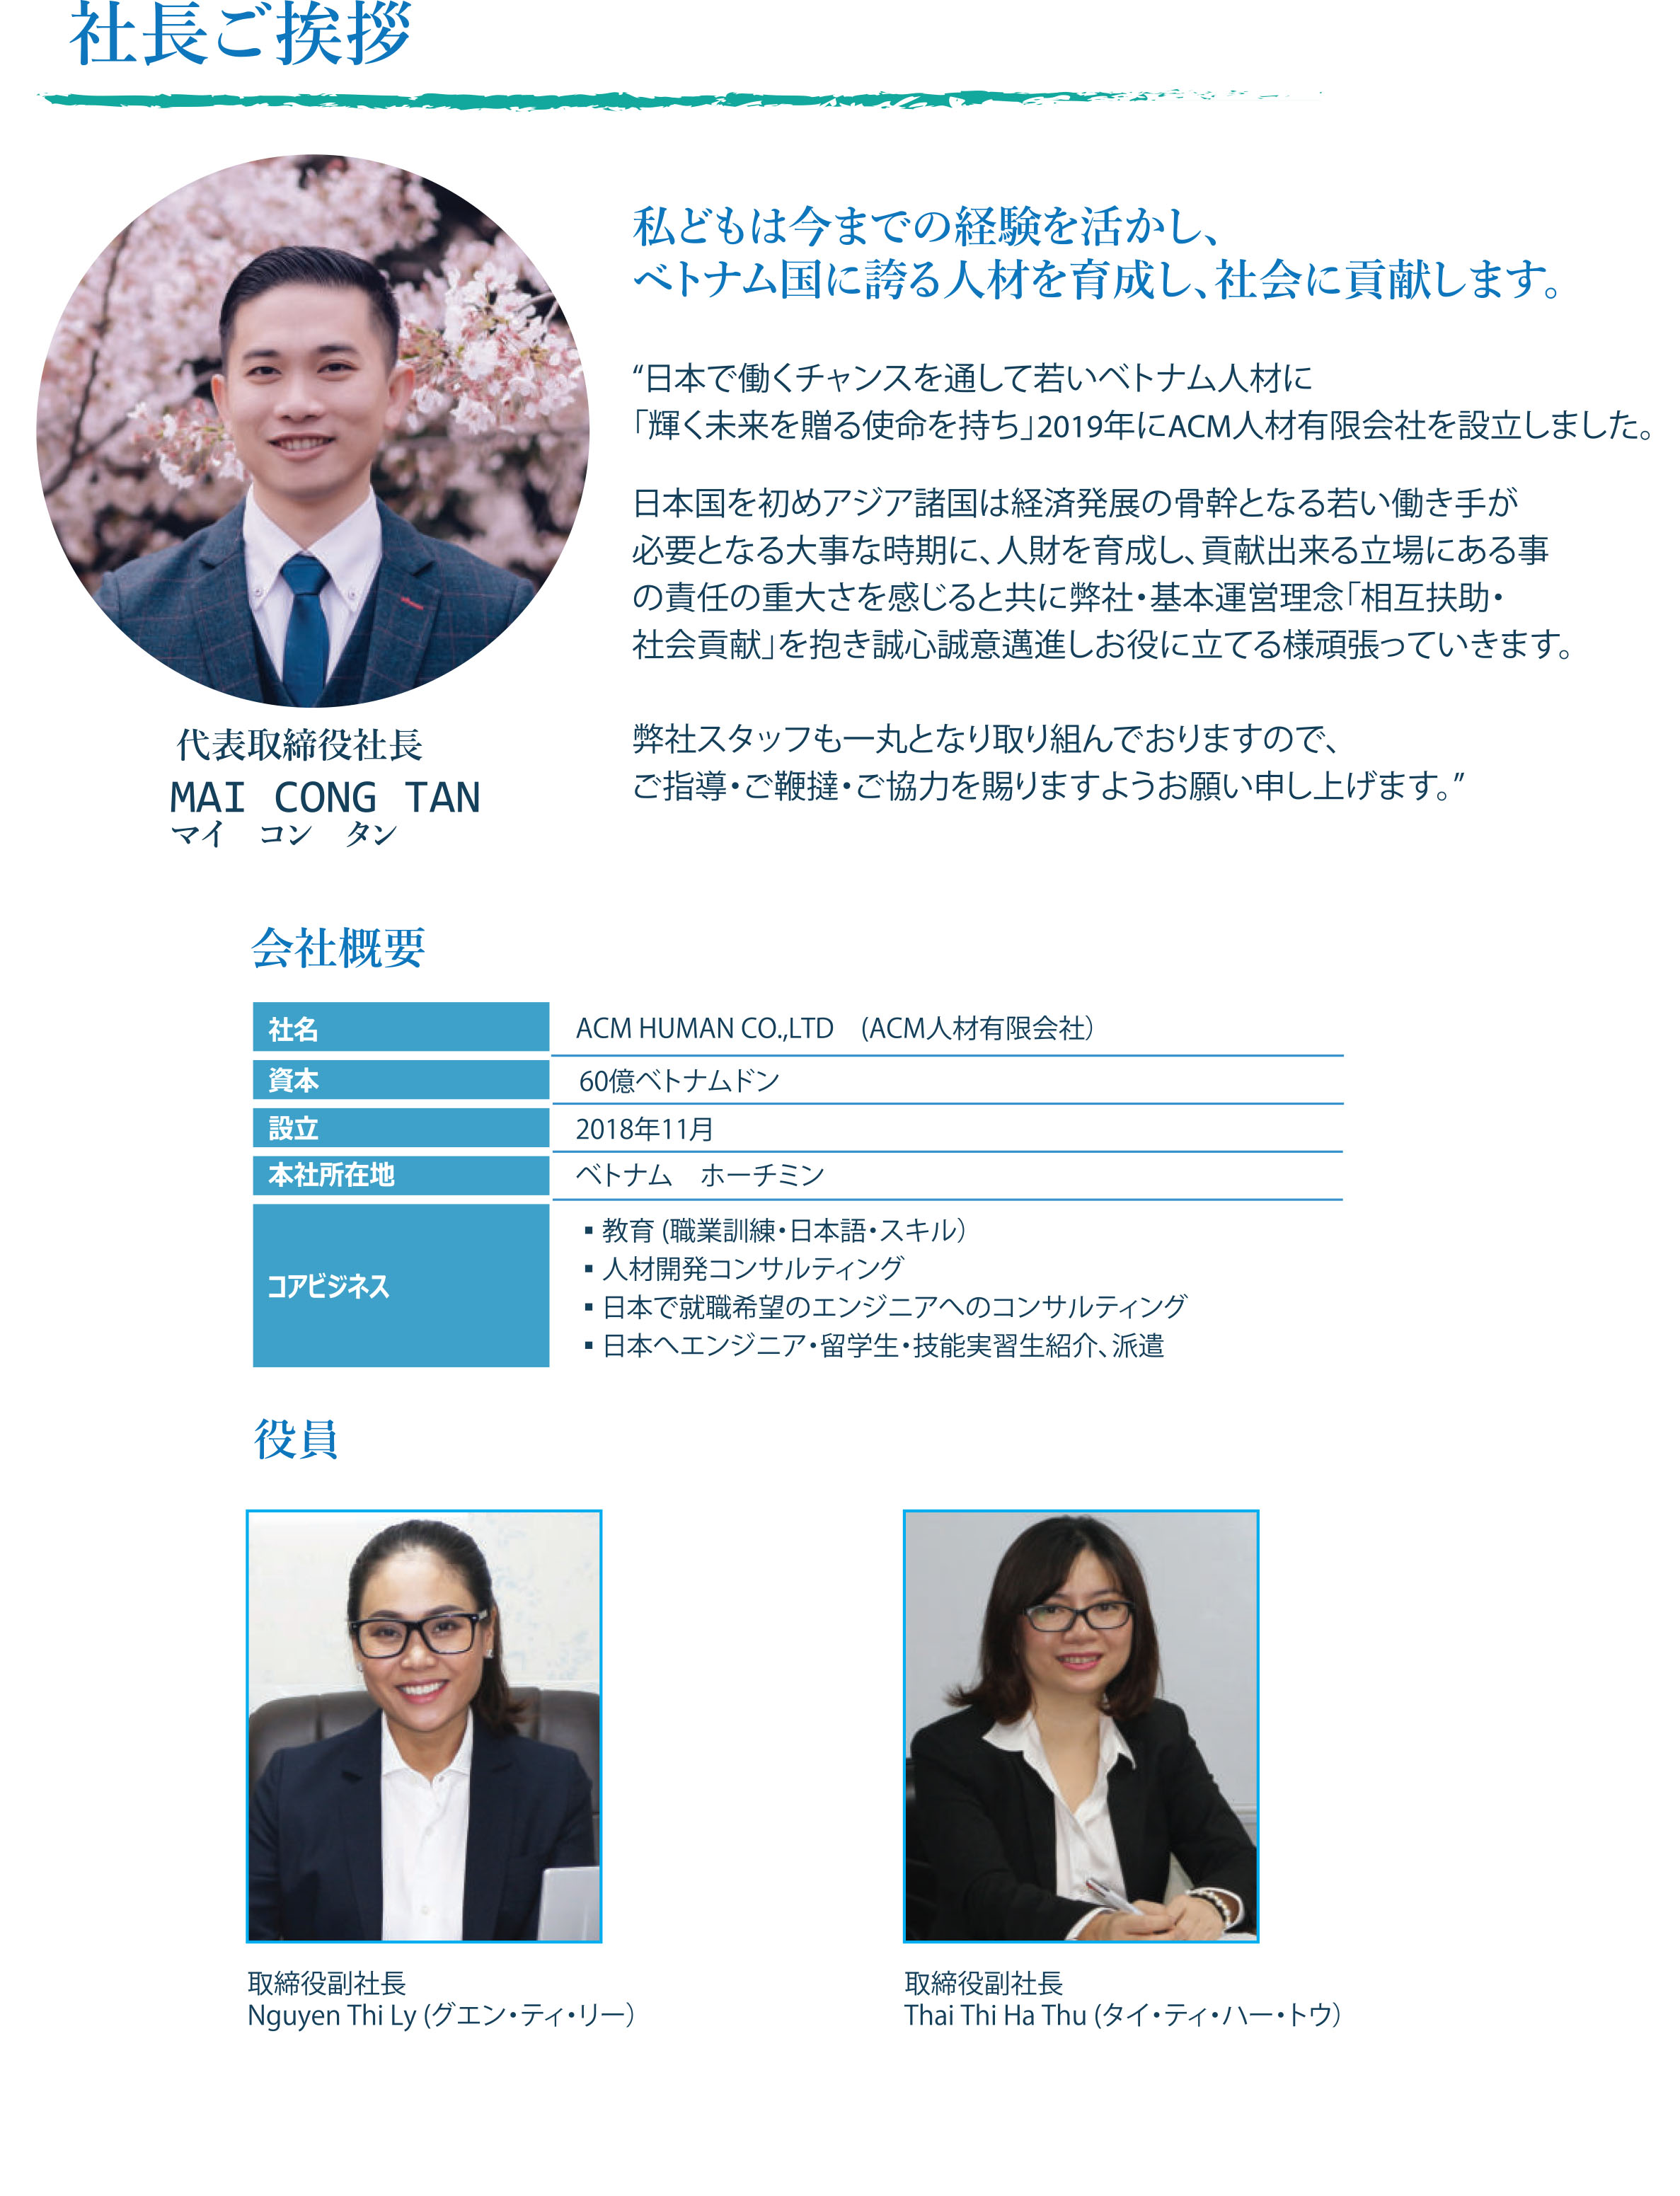 社長ご挨拶
私どもは今までの経験を活かし、
ベトナム国に誇る人材を育成し、社会に貢献します。
“日本で働くチャンスを通して若いベトナム人材に
「輝く未来を贈る使命を持ち」2019年にACM人材有限会社を設立しました。
日本国を初めアジア諸国は経済発展の骨幹となる若い働き手が
必要となる大事な時期に、人財を育成し、貢献出来る立場にある事
の責任の重大さを感じると共に弊社・基本運営理念「相互扶助・
社会貢献」を抱き誠心誠意邁進しお役に立てる様頑張っていきます。
弊社スタッフも一丸となり取り組んでおりますので、
ご指導・ご鞭撻・ご協力を賜りますようお願い申し上げます。”
代表取締役社長
MAI CONG TAN
マイ　コン　タン
会社概要
社名 ACM HUMAN CO.,LTD　(ACM人材有限会社）
資本 60億ベトナムドン
設立 2018年11月
本社所在地 ベトナム　ホーチミン
コアビジネス
▪ 教育 (職業訓練・日本語・スキル）
▪ 人材開発コンサルティング
▪ 日本で就職希望のエンジニアへのコンサルティング
▪ 日本へエンジニア・留学生・技能実習生紹介、派遣
役員
取締役副社長
Nguyen Thi Ly (グエン・ティ・リー）
取締役副社長
Thai Thi Ha Thu (タイ・ティ・ハー・トウ）